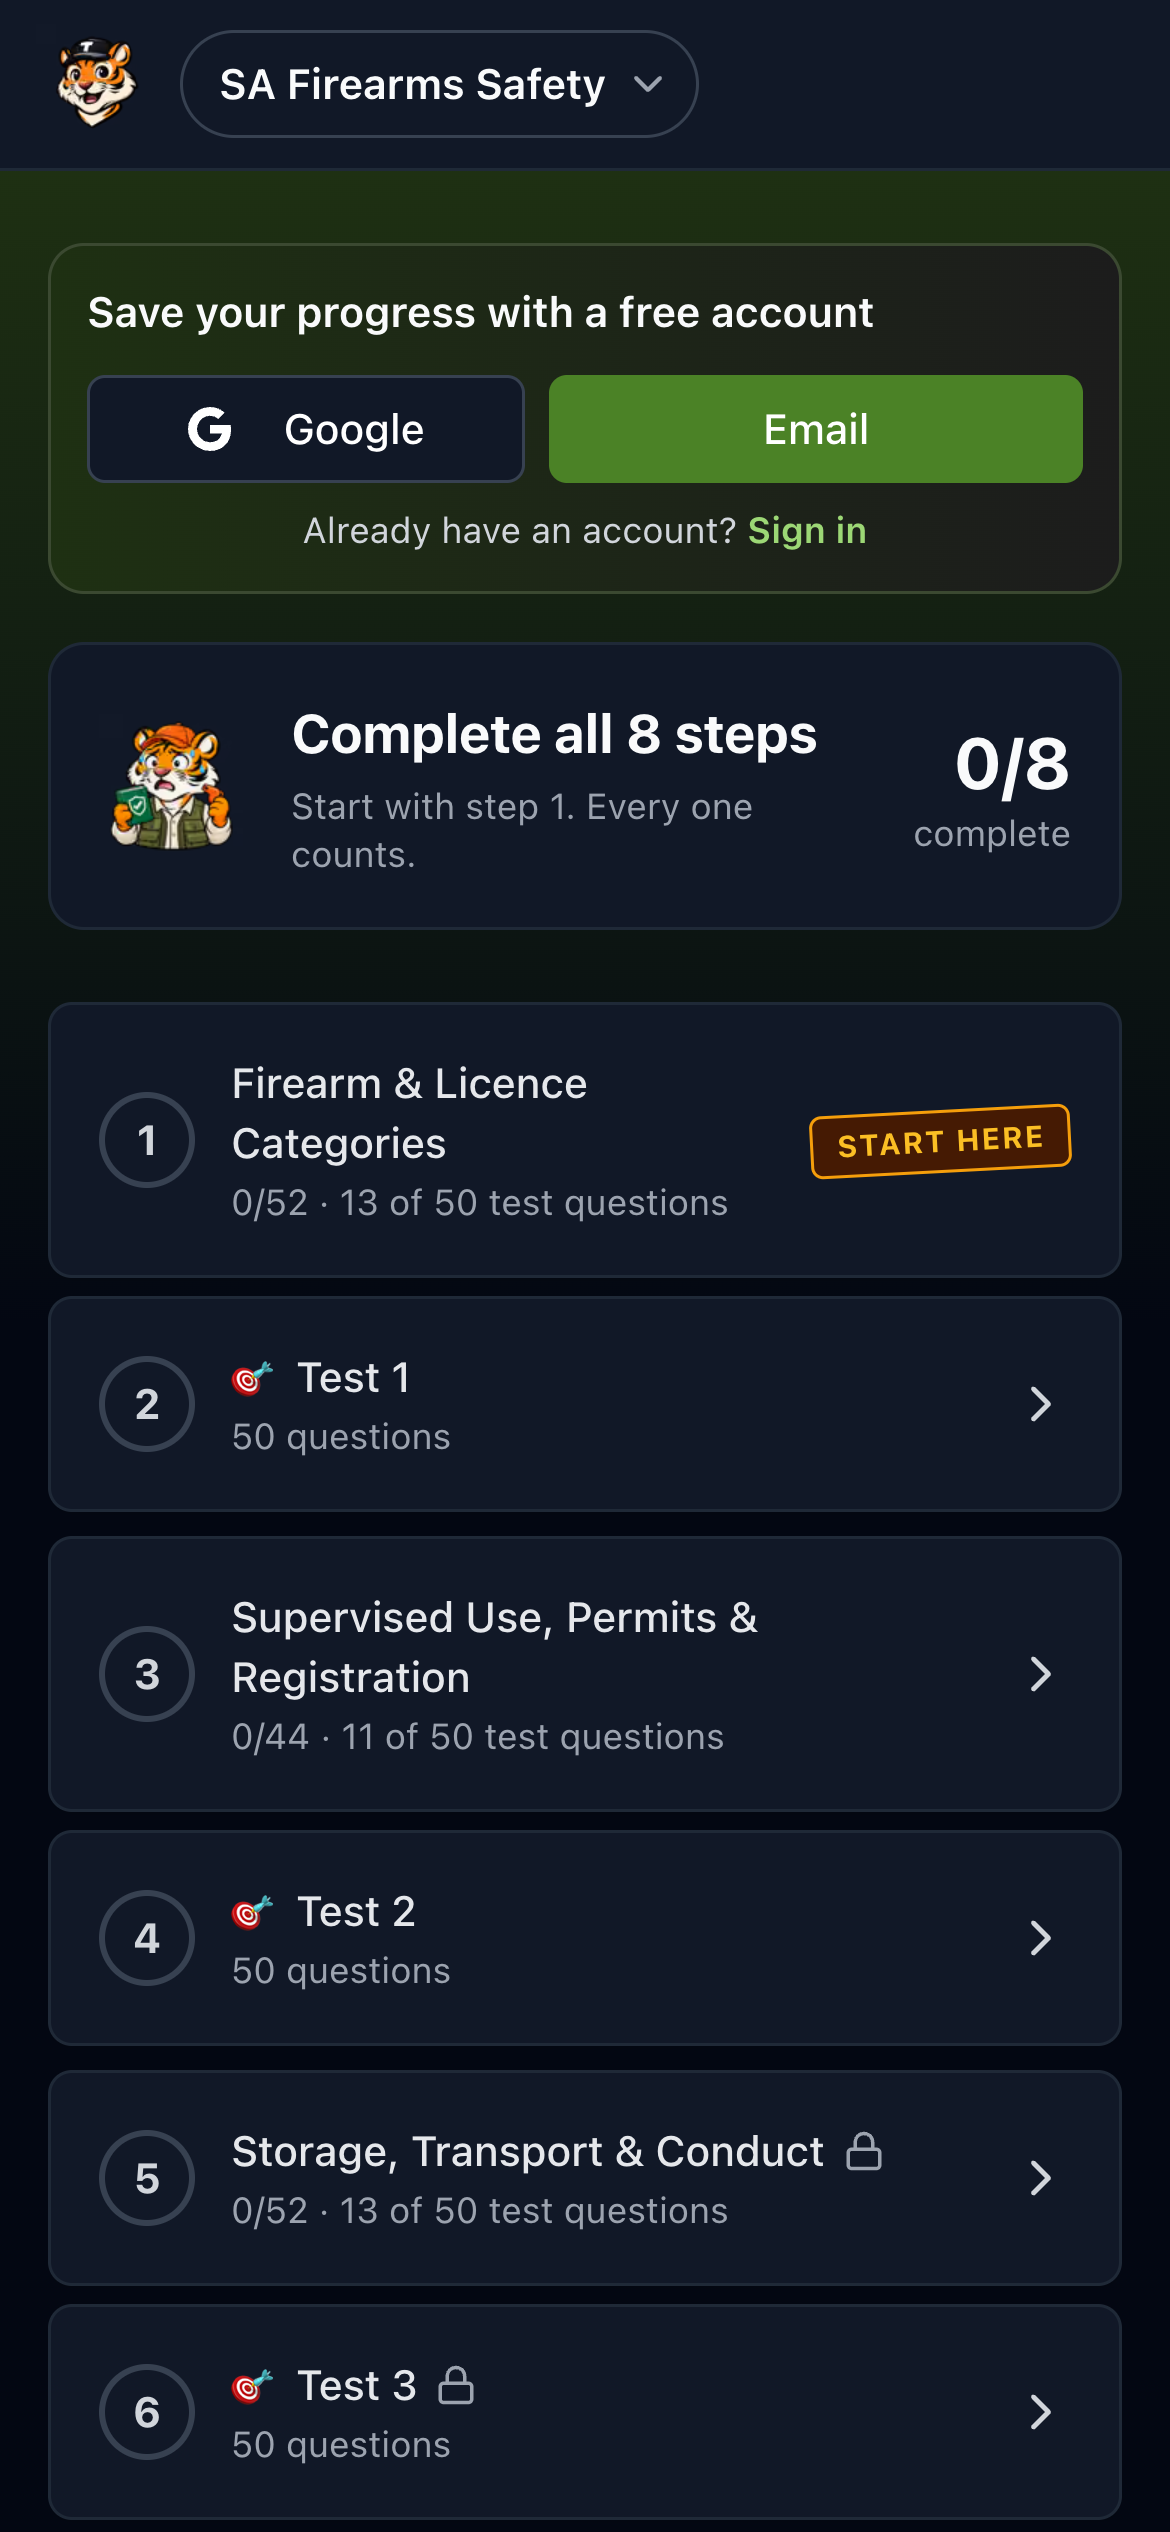 SA Firearms Safety
Save your progress with a free account
Google
Email
Already have an account? Sign in
Complete all 8 steps
Start with step 1. Every one
counts.
0/8
complete
1
Firearm & Licence
Categories
0/52 · 13 of 50 test questions
START HERE
2
Test 1
50 questions
3
Supervised Use, Permits &
Registration
0/44 · 11 of 50 test questions
4
Test 2
50 questions
5
Storage, Transport & Conduct
0/52 · 13 of 50 test questions
6
Test 3
50 questions